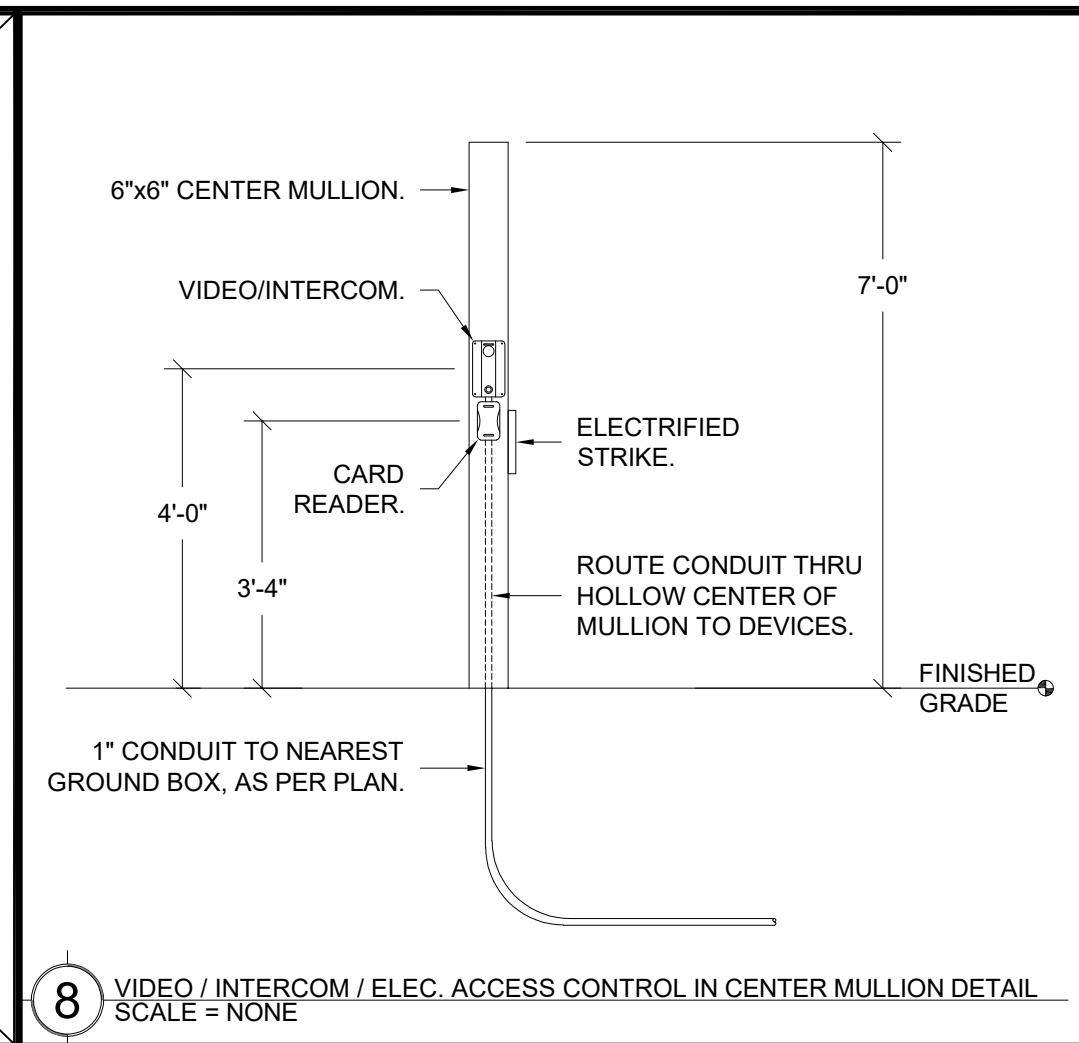 6"x6" CENTER MULLION.
VIDEO/INTERCOM.
7'-0"
ELECTRIFIED
STRIKE.
CARD
READER.
4'-0"
3'-4"
ROUTE CONDUIT THRU
HOLLOW CENTER OF
MULLION TO DEVICES.
FINISHED
GRADE
1" CONDUIT TO NEAREST
GROUND BOX, AS PER PLAN.
8
VIDEO / INTERCOM / ELEC. ACCESS CONTROL IN CENTER MULLION DETAIL
SCALE = NONE